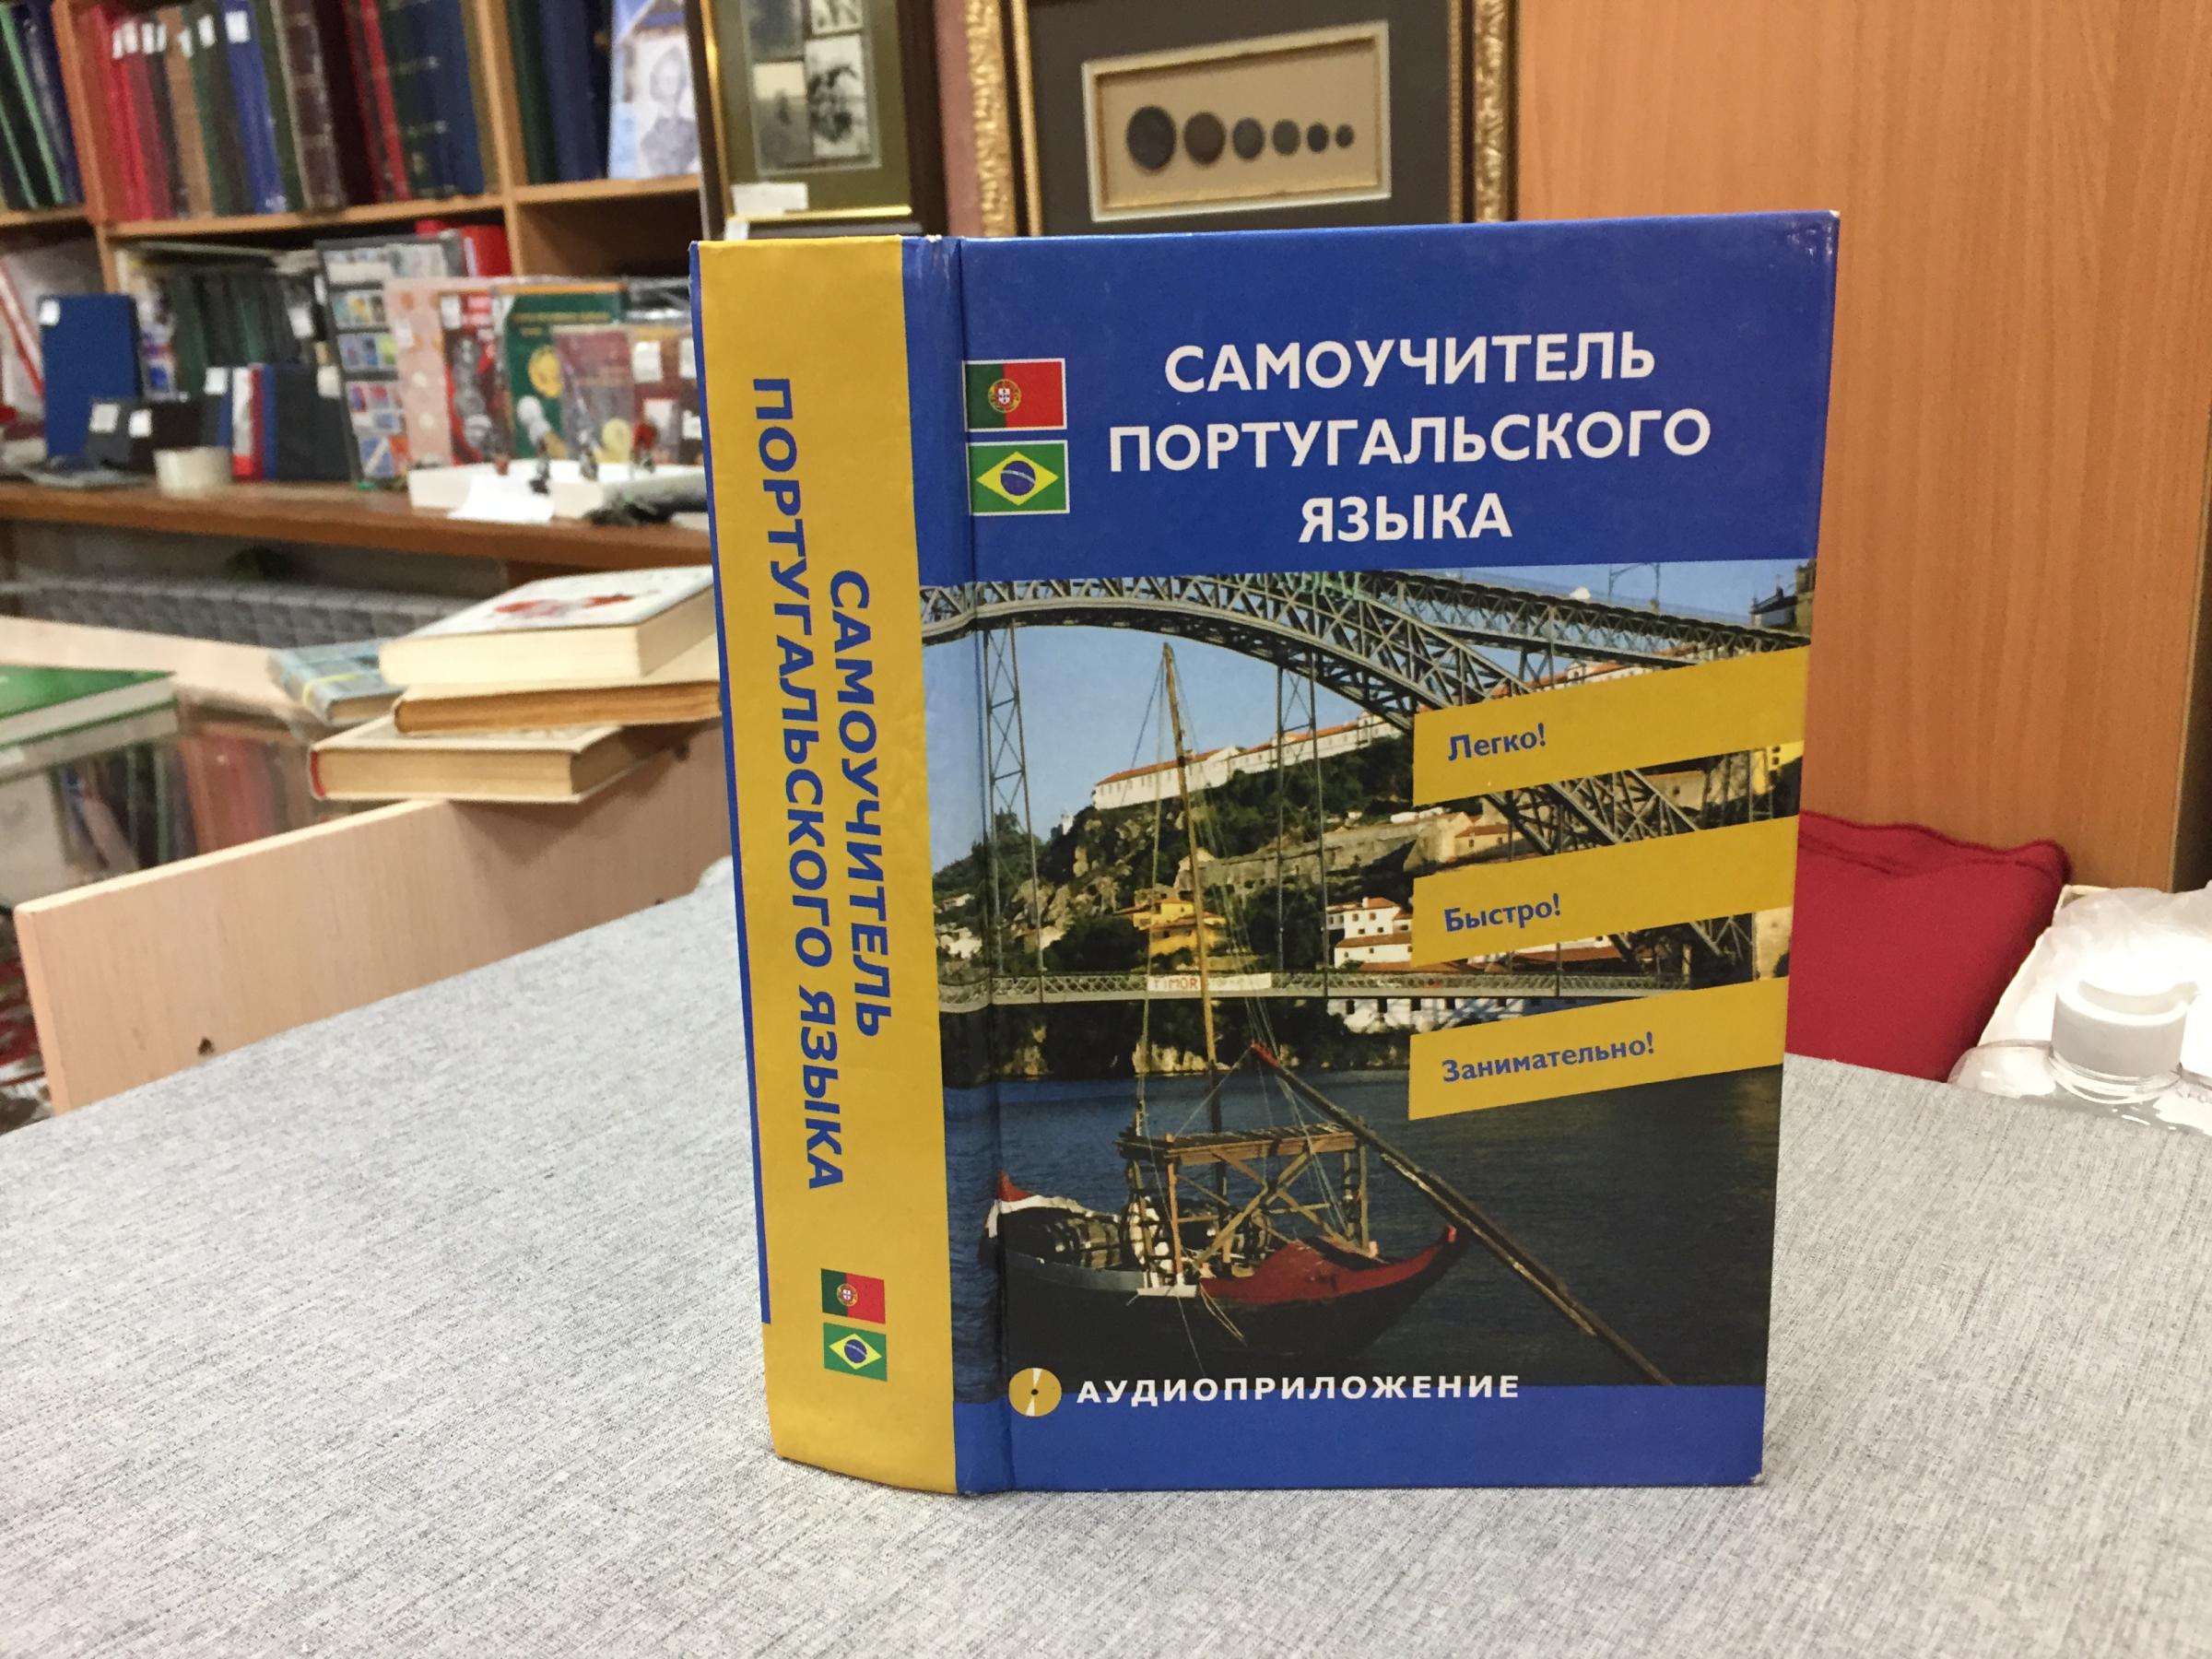 САМОУЧИТЕЛЬ
ПОРТУГАЛЬСКОГО ЯЗЫКА
САМОУЧИТЕЛЬ
ПОРТУГАЛЬСКОГО
ЯЗЫКА
Легко!
Быстро!
TIMOR
Занимательно!
АУДИОПРИЛОЖЕНИЕ